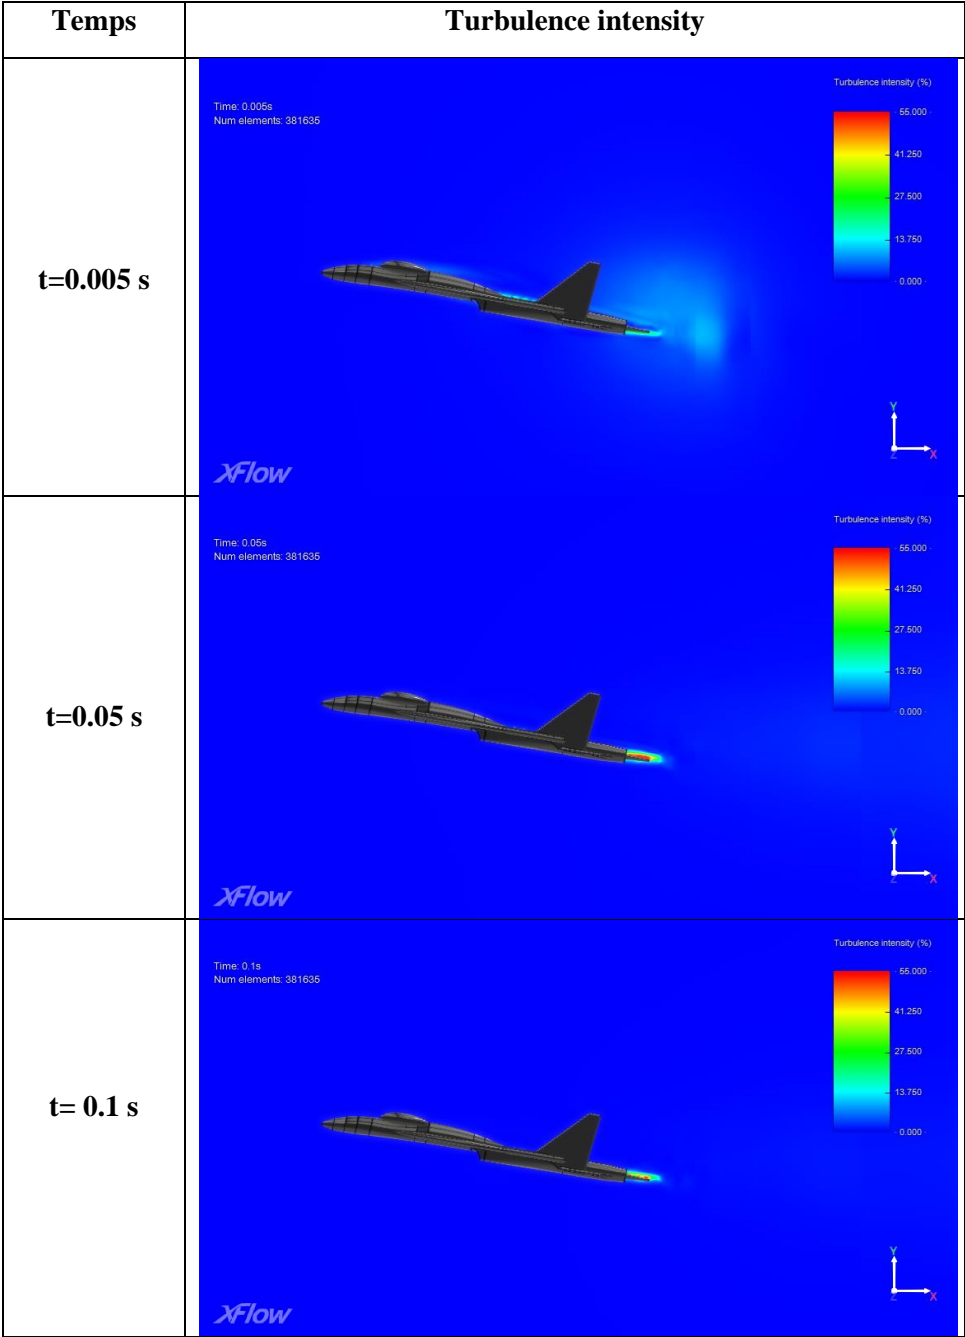 Temps
Turbulence intensity
t=0.005 s
Time: 0.005s
Num elements: 381635
Turbulence intensity (%)
55.000
41.250
27.500
13.750
0.000
Y
Z
X
XFlow
t=0.05 s
Time: 0.05s
Num elements: 381635
Turbulence intensity (%)
55.000
41.250
27.500
13.750
0.000
Y
Z
X
XFlow
t= 0.1 s
Time: 0.1s
Num elements: 381635
Turbulence intensity (%)
55.000
41.250
27.500
13.750
0.000
Y
Z
X
XFlow